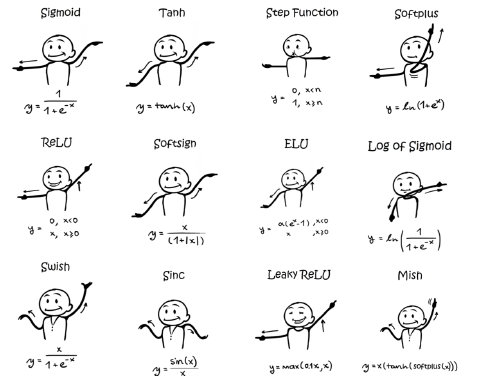 Sigmoid
Tanh
Step Function
Softplus
y = 1 / (1+e^-x)
y = tanh(x)
y = 0, x<n
1, x≥n
y = ln(1+e^x)
ReLU
Softsign
ELU
Log of Sigmoid
y = 0, x<0
x, x≥0
y = x / (1+|x|)
y = α(e^x-1), x<0
x, x≥0
y = ln(1 / (1+e^-x))
Swish
Sinc
Leaky ReLU
Mish
y = x / (1+e^-x)
y = sin(x) / x
y = max(0.1x, x)
y = x(tanh(softplus(x)))